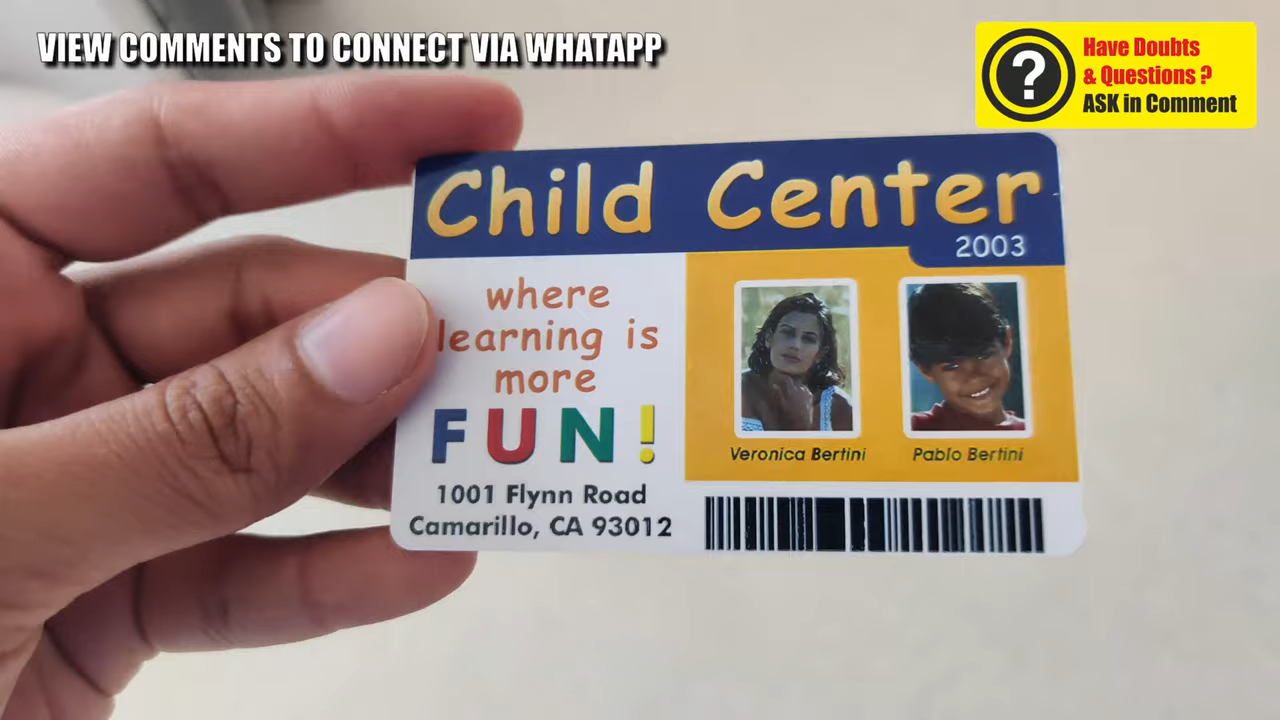 VIEW COMMENTS TO CONNECT VIA WHATAPP
Have Doubts
& Questions ?
ASK in Comment
?
Child Center
2003
where
learning is
more
FUN!
1001 Flynn Road
Camarillo, CA 93012
Veronica Bertini
Pablo Bertini